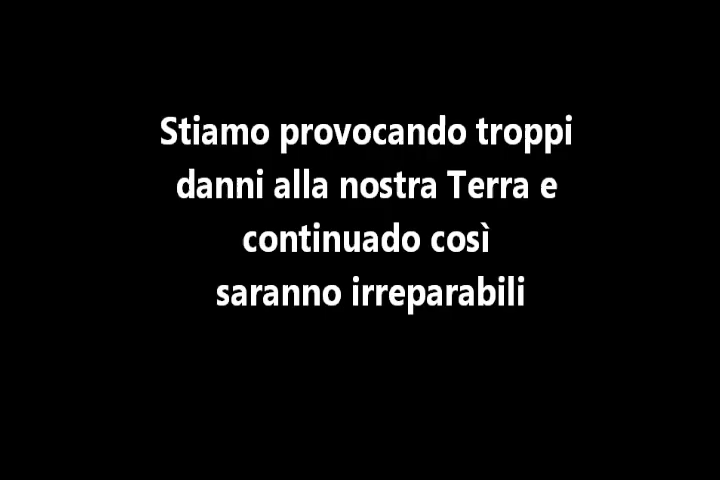 Stiamo provocando troppi
danni alla nostra Terra e
continuado così
saranno irreparabili